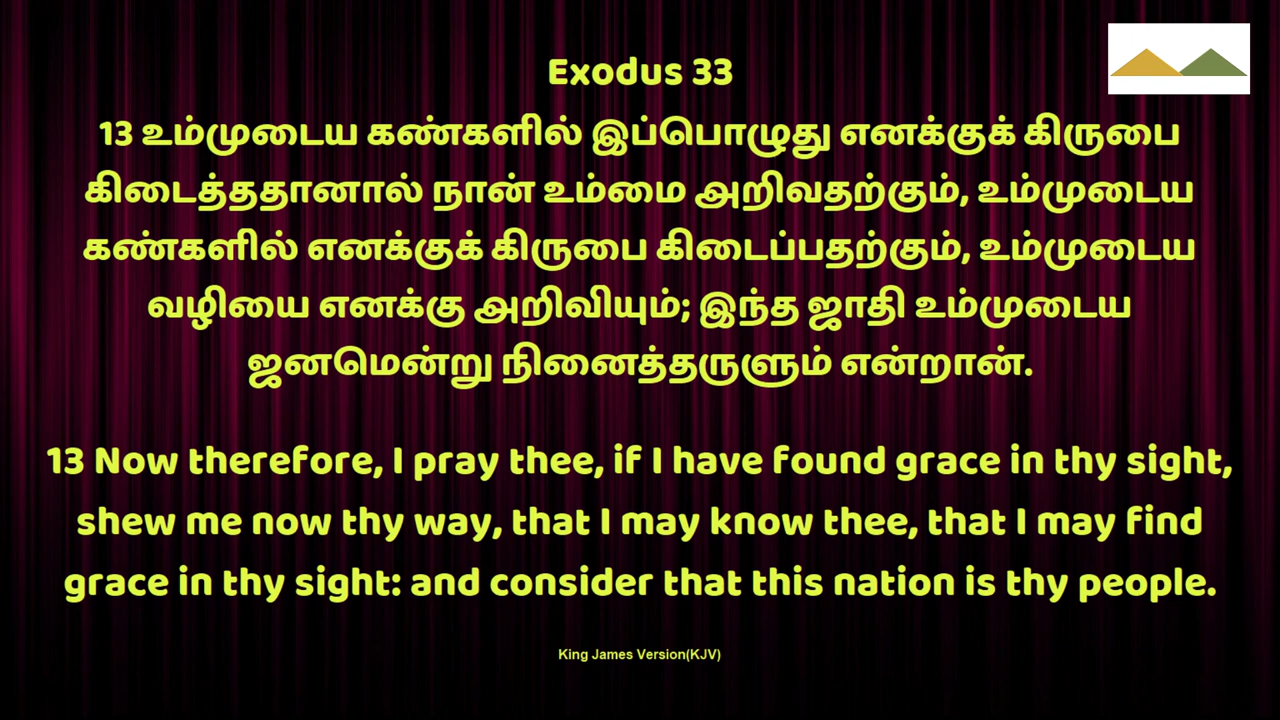 Exodus 33
13 உம்முடைய கண்களில் இப்பொழுது எனக்குக் கிருபை
கிடைத்ததானால் நான் உம்மை அறிவதற்கும், உம்முடைய
கண்களில் எனக்குக் கிருபை கிடைப்பதற்கும், உம்முடைய
வழியை எனக்கு அறிவியும்; இந்த ஜாதி உம்முடைய
ஜனமென்று நினைத்தருளும் என்றான்.
13 Now therefore, I pray thee, if I have found grace in thy sight,
shew me now thy way, that I may know thee, that I may find
grace in thy sight: and consider that this nation is thy people.
King James Version(KJV)